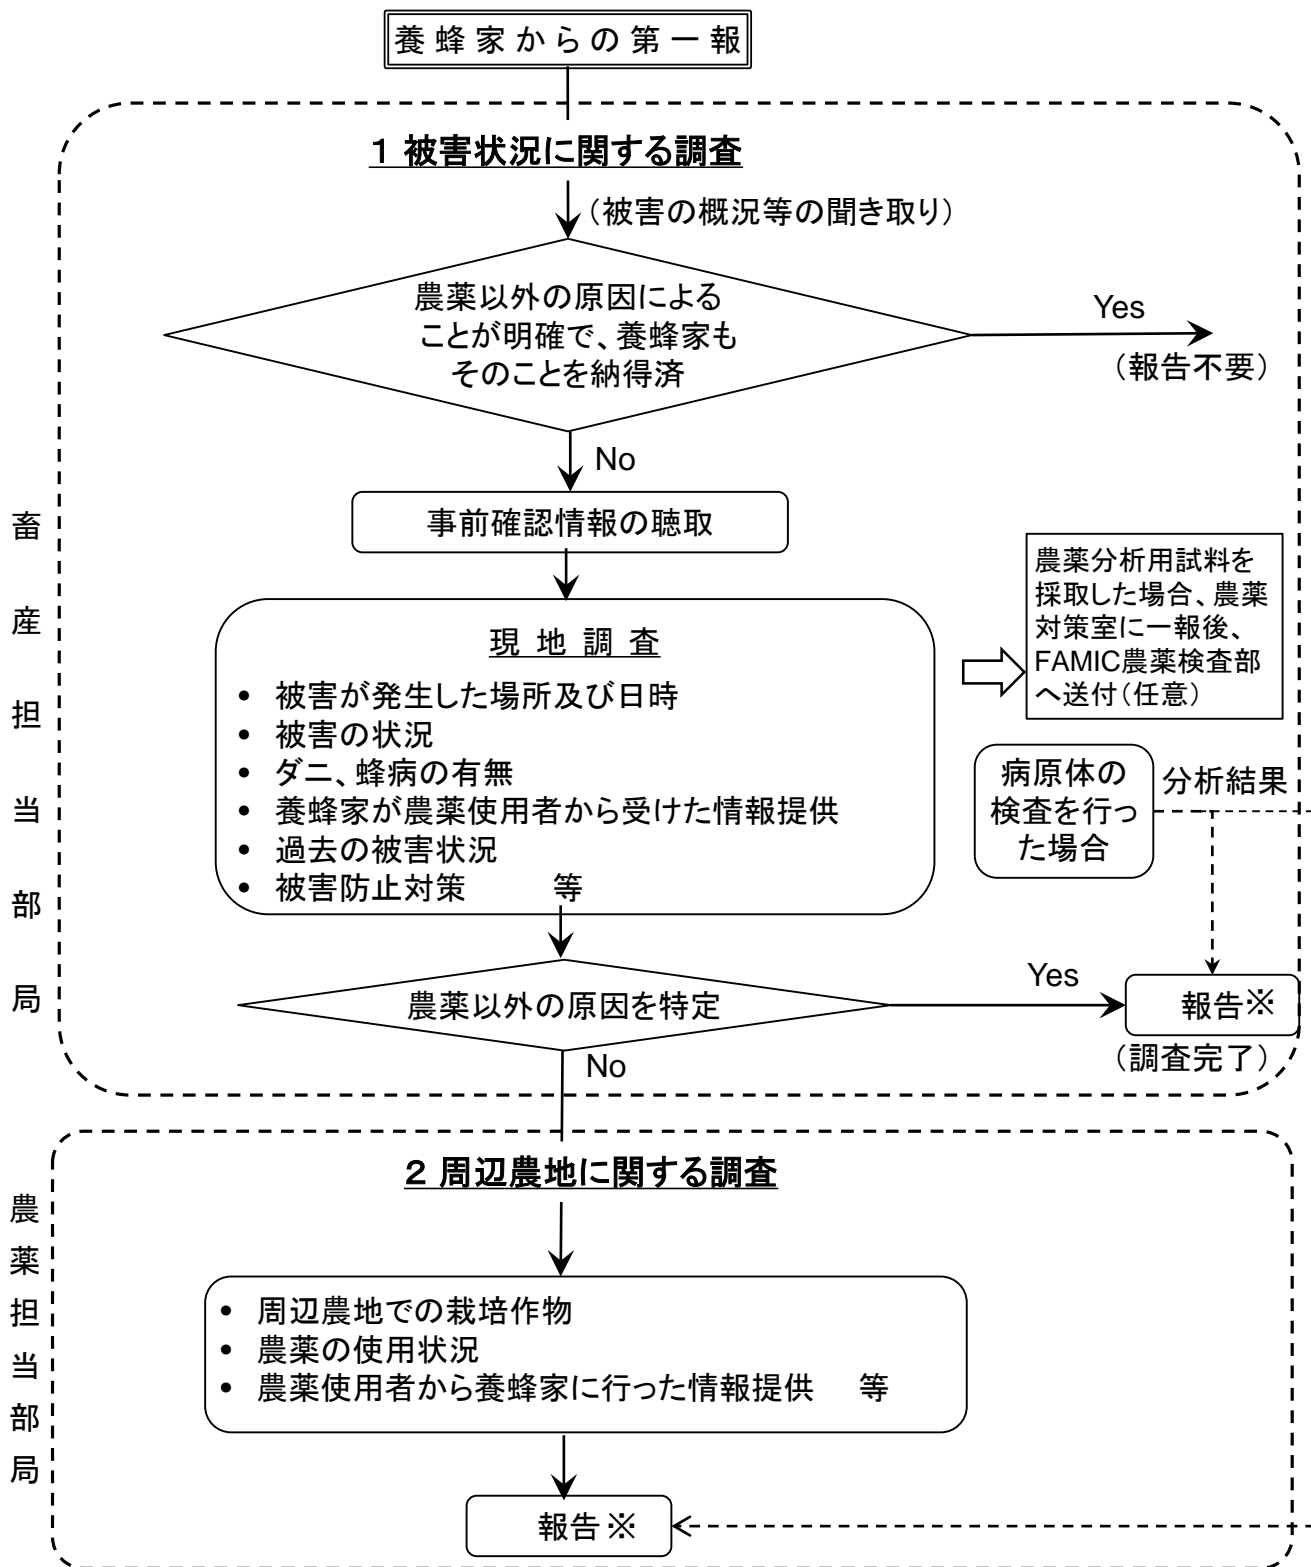 養蜂家からの第一報
1 被害状況に関する調査
（被害の概況等の聞き取り）
農薬以外の原因による
ことが明確で、養蜂家も
そのことを納得済
Yes
（報告不要）
No
事前確認情報の聴取
畜産担当部局
現地調査
• 被害が発生した場所及び日時
• 被害の状況
• ダニ、蜂病の有無
• 養蜂家が農薬使用者から受けた情報提供
• 過去の被害状況
• 被害防止対策 等
農薬分析用試料を
採取した場合、農薬
対策室に一報後、
FAMIC農薬検査部
へ送付（任意）
病原体の
検査を行っ
た場合
分析結果
農薬以外の原因を特定
Yes
報告※
（調査完了）
No
2 周辺農地に関する調査
農薬担当部局
• 周辺農地での栽培作物
• 農薬の使用状況
• 農薬使用者から養蜂家に行った情報提供 等
報告※